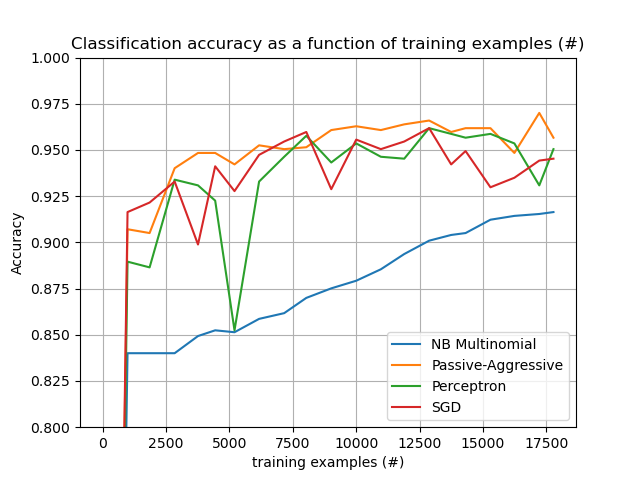 Classification accuracy as a function of training examples (#)
1.000
0.975
0.950
0.925
0.900
0.875
0.850
0.825
0.800
Accuracy
NB Multinomial
Passive-Aggressive
Perceptron
SGD
0 2500 5000 7500 10000 12500 15000 17500
training examples (#)